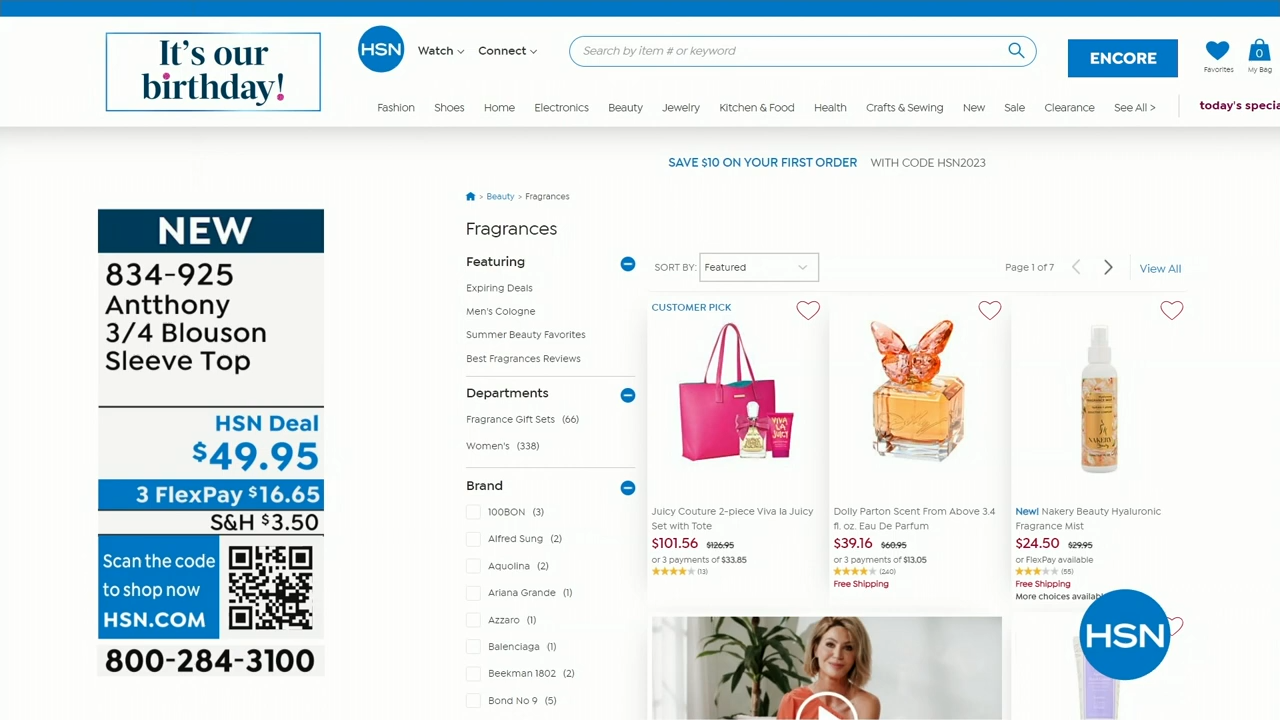 It's our
birthday!
HSN
Watch
Connect
Search by item # or keyword
ENCORE
Favorites
0
My Bag
Fashion
Shoes
Home
Electronics
Beauty
Jewelry
Kitchen & Food
Health
Crafts & Sewing
New
Sale
Clearance
See All >
today's specia
SAVE $10 ON YOUR FIRST ORDER WITH CODE HSN2023
> Beauty > Fragrances
Fragrances
NEW
834-925
Antthony
3/4 Blouson
Sleeve Top
HSN Deal
$49.95
3 FlexPay $16.65
S&H $3.50
Scan the code
to shop now
HSN.COM
800-284-3100
Featuring
Expiring Deals
Men's Cologne
Summer Beauty Favorites
Best Fragrances Reviews
Departments
Fragrance Gift Sets (66)
Women's (338)
Brand
100BON (3)
Alfred Sung (2)
Aquolina (2)
Ariana Grande (1)
Azzaro (1)
Balenciaga (1)
Beekman 1802 (2)
Bond No 9 (5)
SORT BY: Featured
Page 1 of 7
View All
CUSTOMER PICK
VIVA
LA
JUICY
Juicy Couture 2-piece Viva la Juicy
Set with Tote
$101.56 $126.95
or 3 payments of $33.85
(13)
Dolly Parton Scent From Above 3.4
fl. oz. Eau De Parfum
$39.16 $60.95
or 3 payments of $13.05
(240)
Free Shipping
NAKERY
New! Nakery Beauty Hyaluronic
Fragrance Mist
$24.50 $29.95
or FlexPay available
(55)
Free Shipping
More choices availabl
HSN